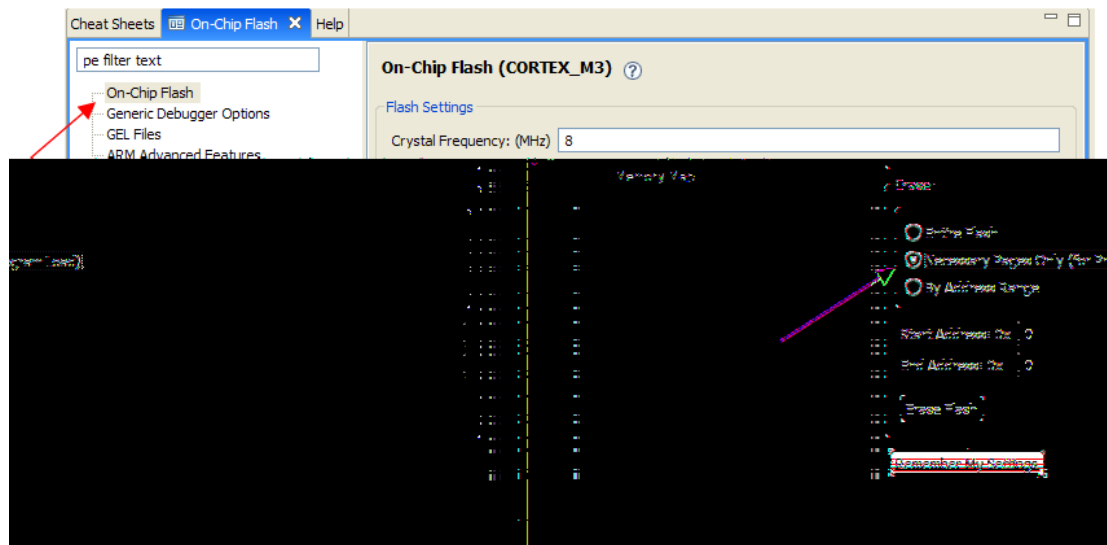 Cheat Sheets On-Chip Flash Help
pe filter text
On-Chip Flash
Generic Debugger Options
GEL Files
ARM Advanced Features
On-Chip Flash (CORTEX_M3)
Flash Settings
Crystal Frequency: (MHz) 8
Memory Map
Erase
Entire Flash
Necessary Pages Only (for Pr
By Address Range
Start Address: 0x 0
End Address: 0x 0
Erase Flash
Remember My Settings